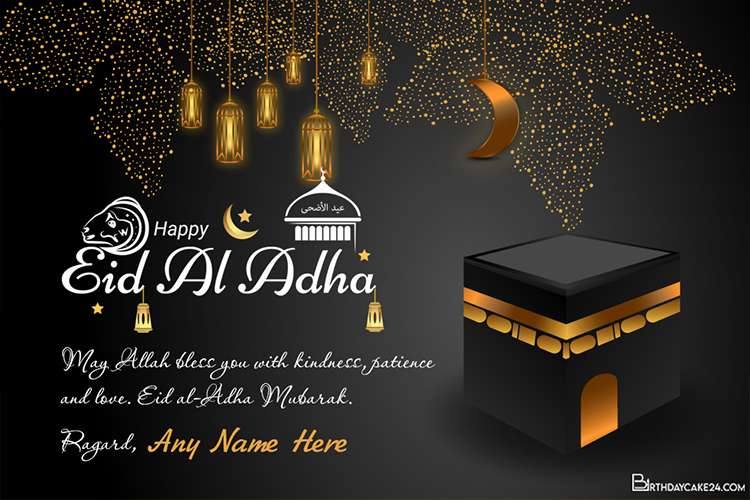 عيد الأضحى
Happy
Eid Al Adha
May Allah bless you with kindness, patience
and love. Eid al-Adha Mubarak.
Ragard, Any Name Here
BIRTHDAYCAKE24.COM